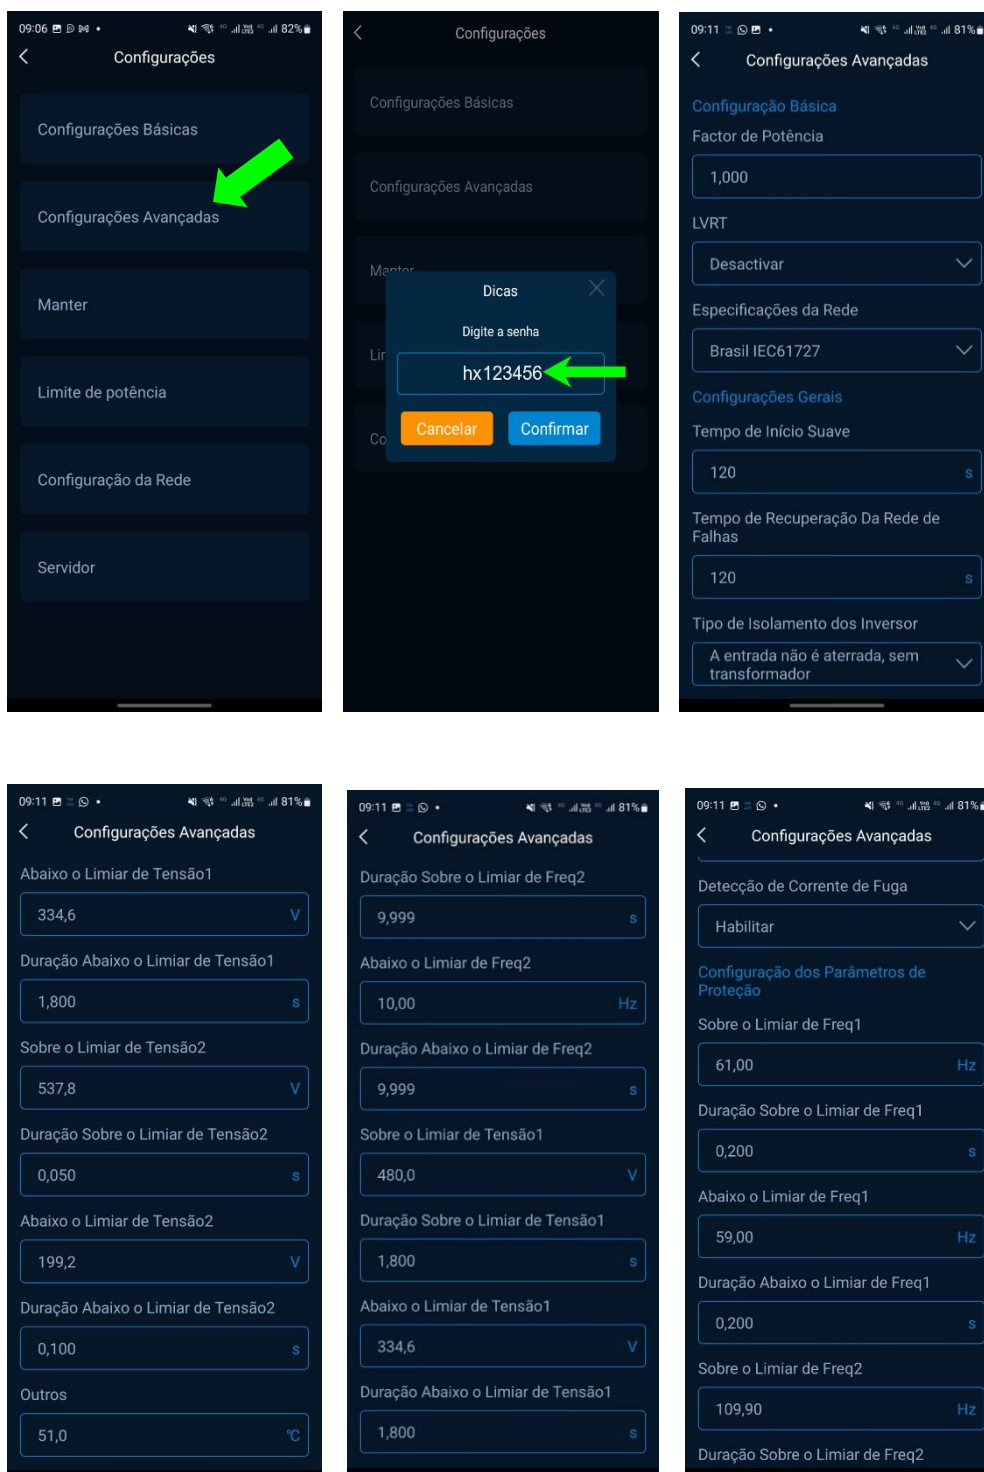 09:06
82%
Configurações
Configurações Básicas
Configurações Avançadas
Manter
Limite de potência
Configuração da Rede
Servidor
Configurações
Configurações Básicas
Configurações Avançadas
Manter
Dicas
Digite a senha
Lir
hx123456
Cancelar
Confirmar
Co
09:11
81%
Configurações Avançadas
Configuração Básica
Factor de Potência
1,000
LVRT
Desactivar
Especificações da Rede
Brasil IEC61727
Configurações Gerais
Tempo de Início Suave
120 s
Tempo de Recuperação Da Rede de
Falhas
120 s
Tipo de Isolamento dos Inversor
A entrada não é aterrada, sem
transformador
09:11
81%
Configurações Avançadas
Abaixo o Limiar de Tensão1
334,6 V
Duração Abaixo o Limiar de Tensão1
1,800 s
Sobre o Limiar de Tensão2
537,8 V
Duração Sobre o Limiar de Tensão2
0,050 s
Abaixo o Limiar de Tensão2
199,2 V
Duração Abaixo o Limiar de Tensão2
0,100 s
Outros
51,0 °C
09:11
81%
Configurações Avançadas
Duração Sobre o Limiar de Freq2
9,999 s
Abaixo o Limiar de Freq2
10,00 Hz
Duração Abaixo o Limiar de Freq2
9,999 s
Sobre o Limiar de Tensão1
480,0 V
Duração Sobre o Limiar de Tensão1
1,800 s
Abaixo o Limiar de Tensão1
334,6 V
Duração Abaixo o Limiar de Tensão1
1,800 s
09:11
81%
Configurações Avançadas
Detecção de Corrente de Fuga
Habilitar
Configuração dos Parâmetros de
Proteção
Sobre o Limiar de Freq1
61,00 Hz
Duração Sobre o Limiar de Freq1
0,200 s
Abaixo o Limiar de Freq1
59,00 Hz
Duração Abaixo o Limiar de Freq1
0,200 s
Sobre o Limiar de Freq2
109,90 Hz
Duração Sobre o Limiar de Freq2